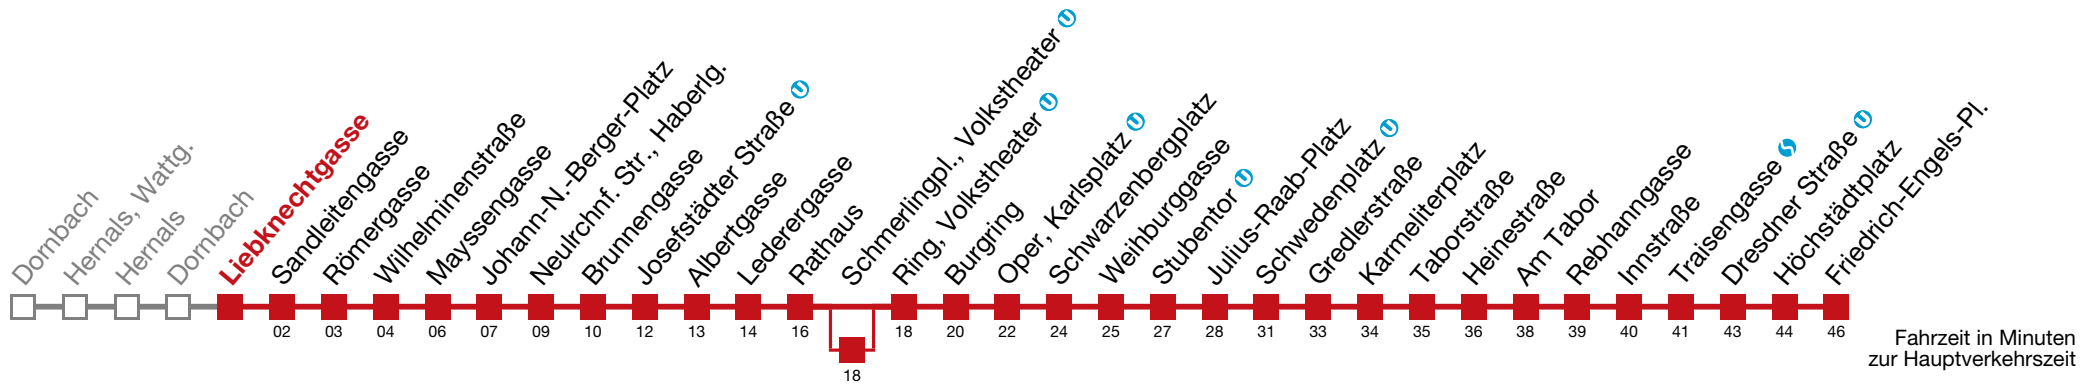 Dornbach
Hernals, Wattg.
Hernals
Dornbach
Liebknechtgasse
Sandleitengasse
Römergasse
Wilhelminenstraße
Mayssengasse
Johann-N.-Berger-Platz
Neulrchnf. Str., Haberlg.
Brunnengasse
Josefstädter Straße U
Albertgasse
Lederergasse
Rathaus
Schmerlingpl., Volkstheater U
Ring, Volkstheater U
Burgring
Oper, Karlsplatz U
Schwarzenbergplatz
Weihburggasse
Stubentor U
Julius-Raab-Platz
Schwedenplatz U
Gredlerstraße
Karmeliterplatz
Taborstraße
Heinestraße
Am Tabor
Rebhanngasse
Innstraße
Traisengasse S
Dresdner Straße U
Höchstädtplatz
Friedrich-Engels-Pl.
02 03 04 06 07 09 10 12 13 14 16 18 20 22 24 25 27 28 31 33 34 35 36 38 39 40 41 43 44 46
18
Fahrzeit in Minuten
zur Hauptverkehrszeit